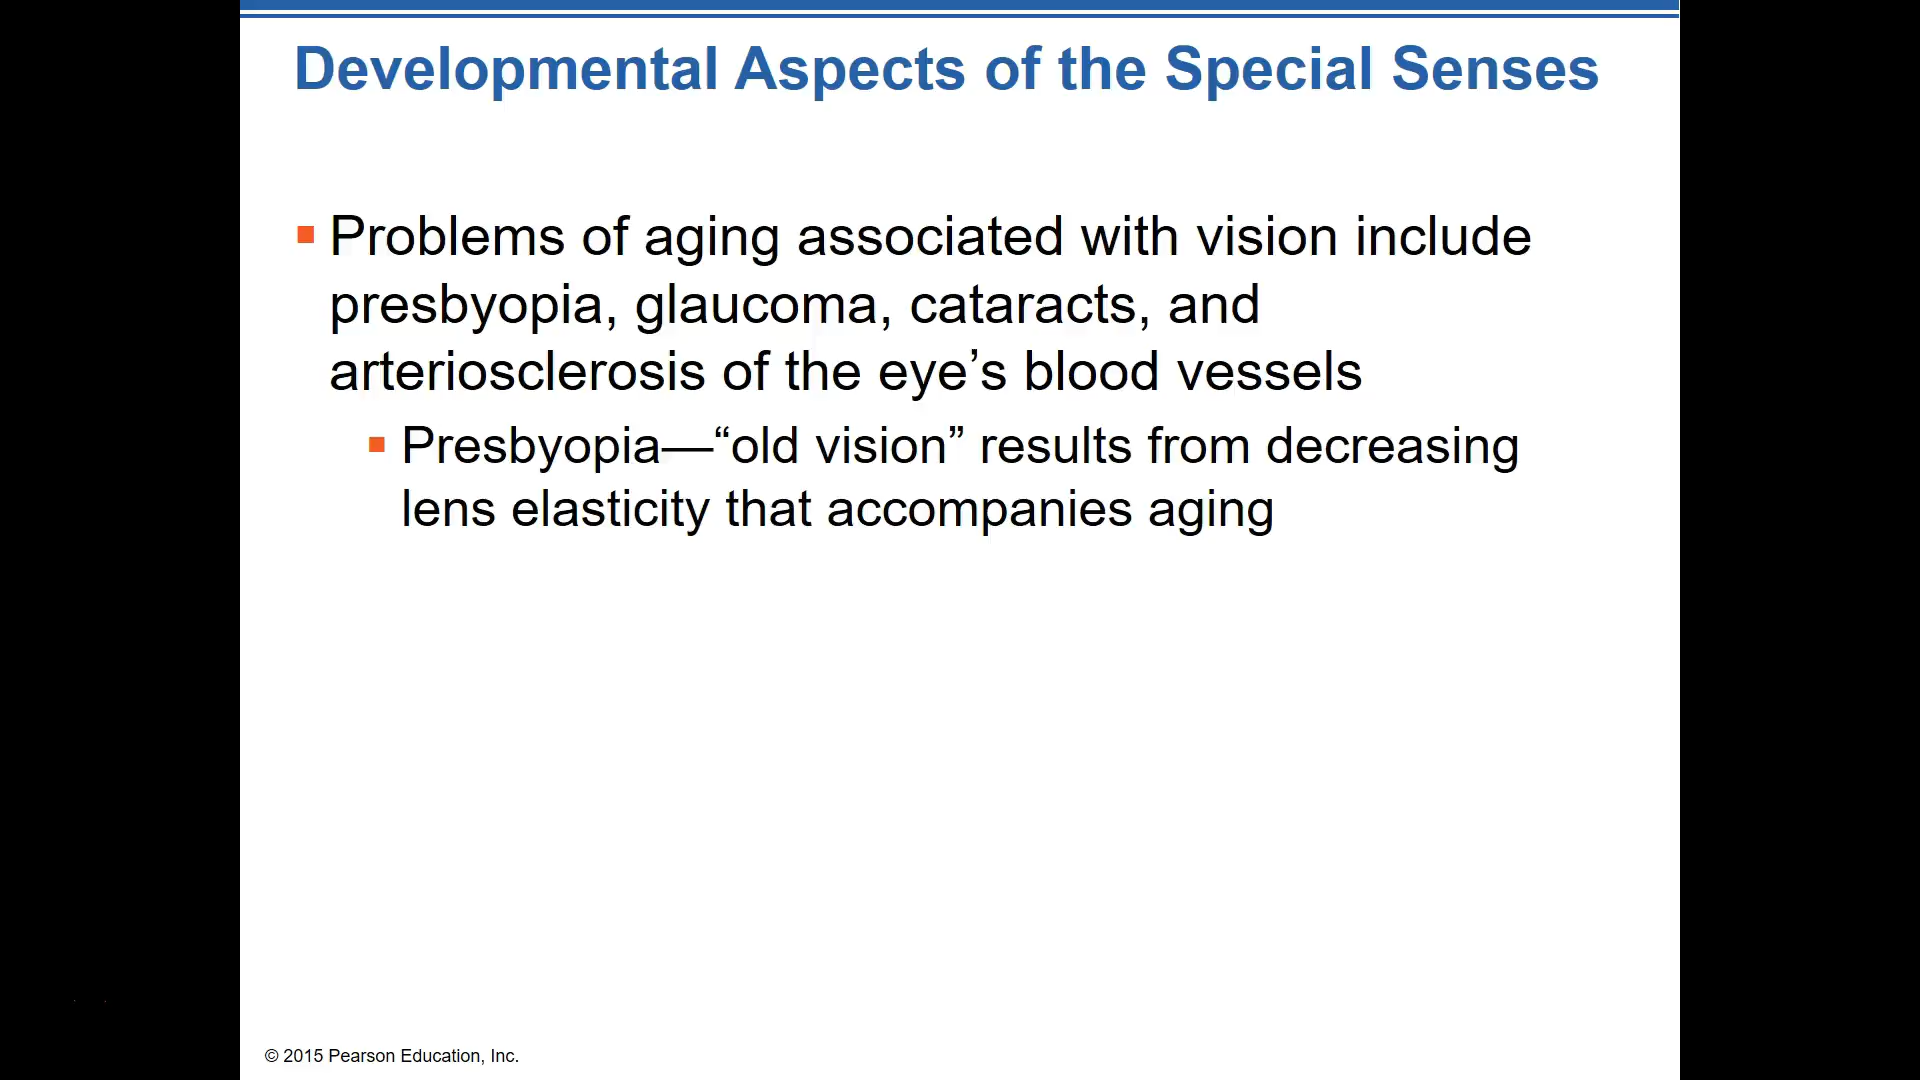 Developmental Aspects of the Special Senses
▪ Problems of aging associated with vision include
presbyopia, glaucoma, cataracts, and
arteriosclerosis of the eye’s blood vessels
▪ Presbyopia—“old vision” results from decreasing
lens elasticity that accompanies aging
© 2015 Pearson Education, Inc.